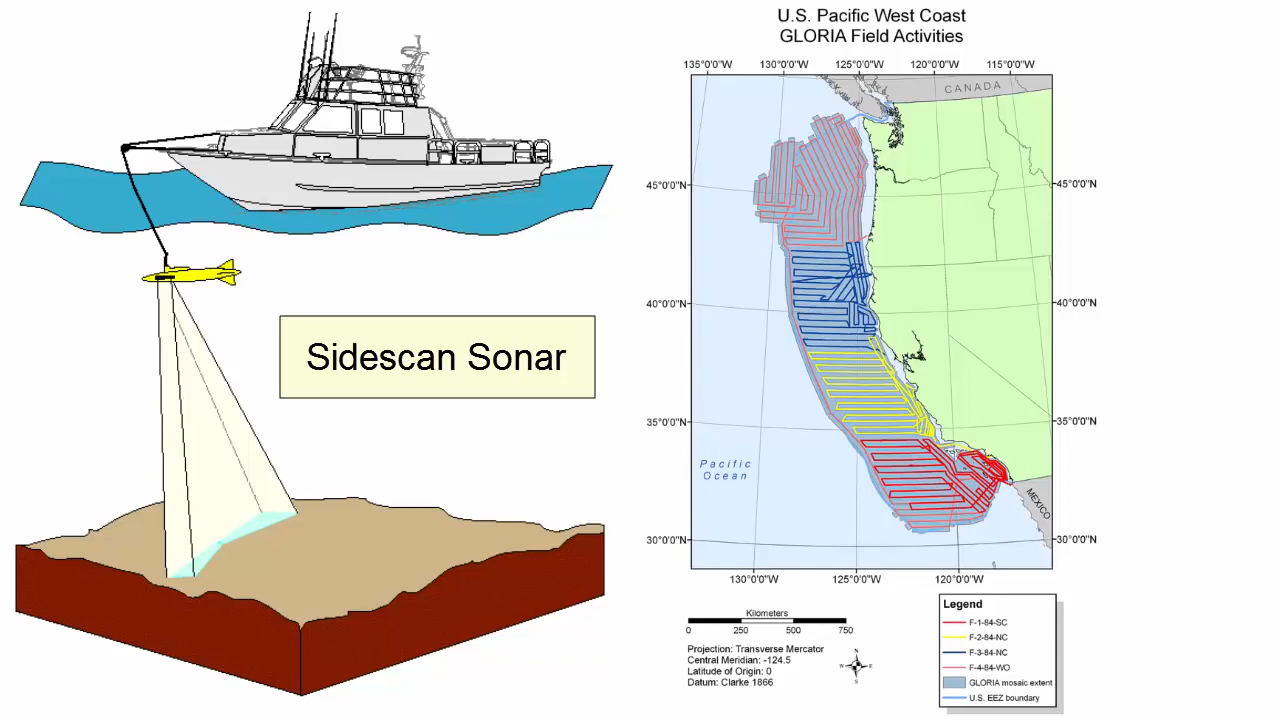 Sidescan Sonar
U.S. Pacific West Coast
GLORIA Field Activities
135°0'0"W 130°0'0"W 125°0'0"W 120°0'0"W 115°0'0"W
CANADA
45°0'0"N 45°0'0"N
40°0'0"N 40°0'0"N
35°0'0"N 35°0'0"N
Pacific
Ocean
MEXICO
30°0'0"N 30°0'0"N
130°0'0"W 125°0'0"W 120°0'0"W
Kilometers
0 250 500 750
Projection: Transverse Mercator
Central Meridian: -124.5
Latitude of Origin: 0
Datum: Clarke 1866
N
W E
S
Legend
F-1-84-SC
F-2-84-NC
F-3-84-NC
F-4-84-WO
GLORIA mosaic extent
U.S. EEZ boundary